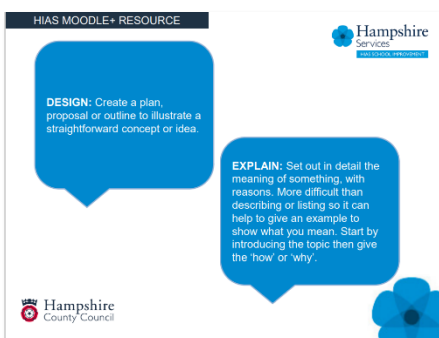 HIAS MOODLE+ RESOURCE
Hampshire
Services
HIAS SCHOOL IMPROVEMENT
DESIGN: Create a plan,
proposal or outline to illustrate a
straightforward concept or idea.
EXPLAIN: Set out in detail the
meaning of something, with
reasons. More difficult than
describing or listing so it can
help to give an example to
show what you mean. Start by
introducing the topic then give
the ‘how’ or ‘why’.
Hampshire
County Council